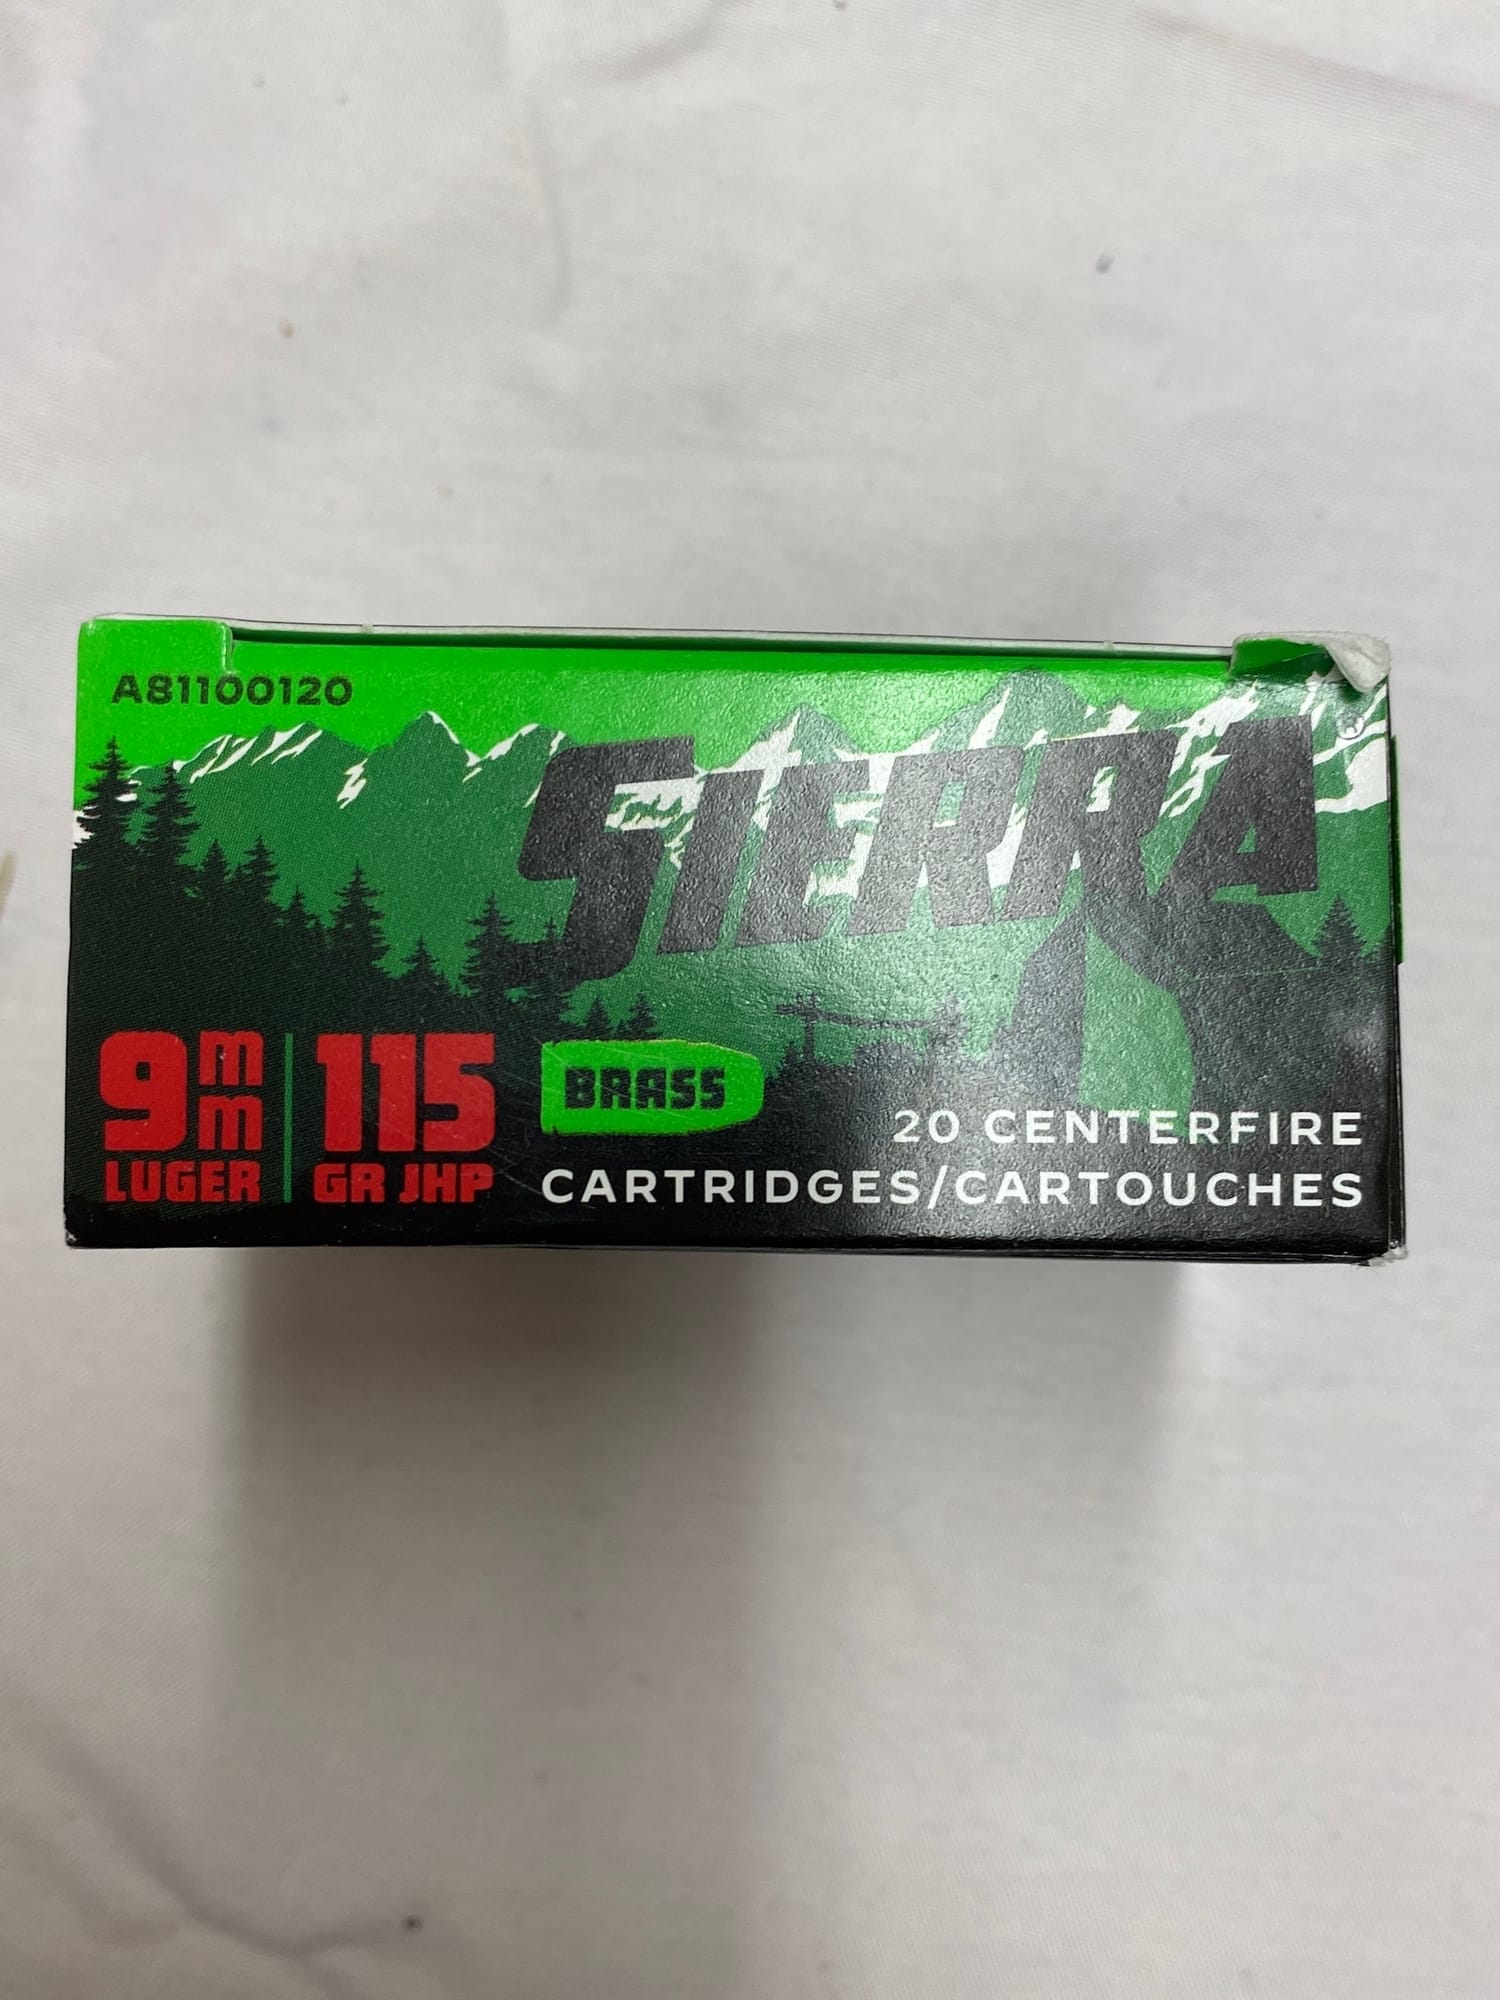 A81100120
SIERRA
9mm LUGER
115 GR JHP
BRASS
20 CENTERFIRE
CARTRIDGES/CARTOUCHES